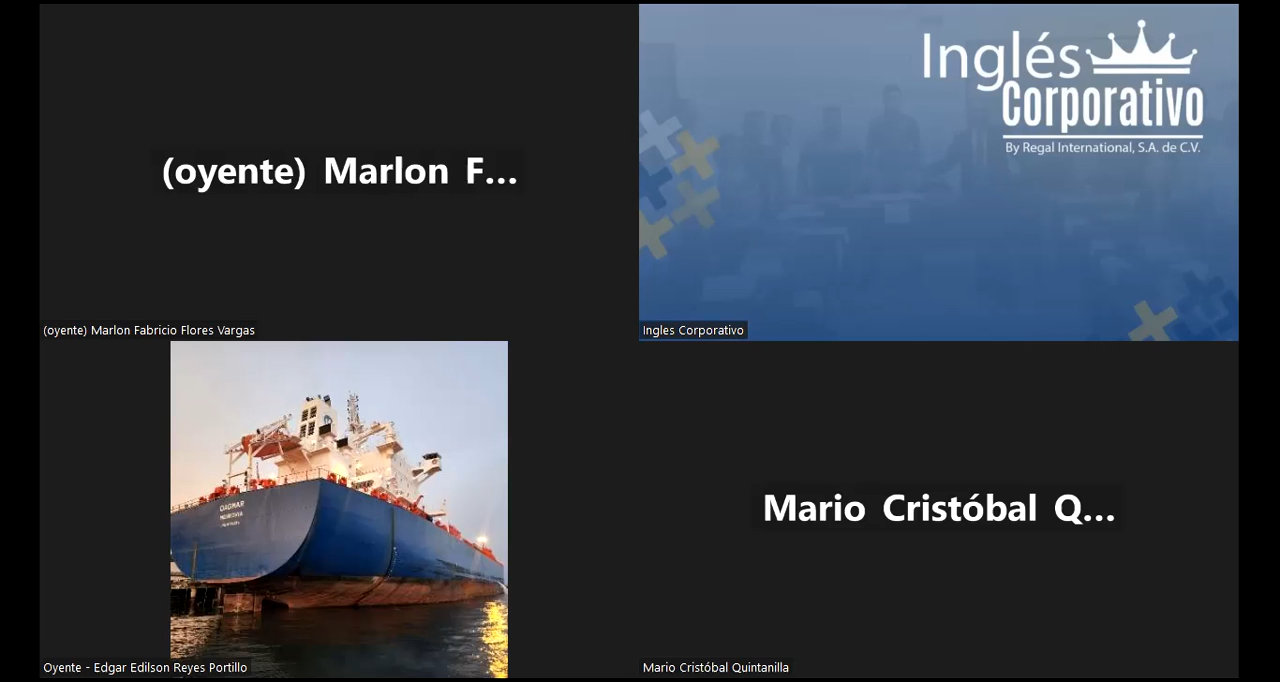 (oyente) Marlon F...
(oyente) Marlon Fabricio Flores Vargas
Inglés
Corporativo
By Regal International, S.A. de C.V.
Ingles Corporativo
DAGMAR
Oyente - Edgar Edilson Reyes Portillo
Mario Cristóbal Q...
Mario Cristóbal Quintanilla